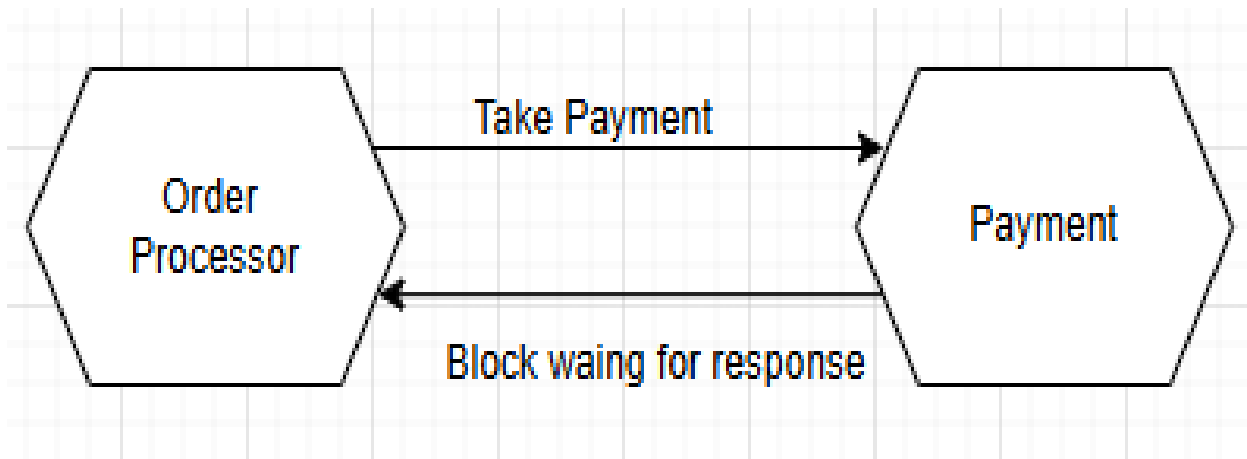 Take Payment
Order
Processor
Payment
Block waing for response